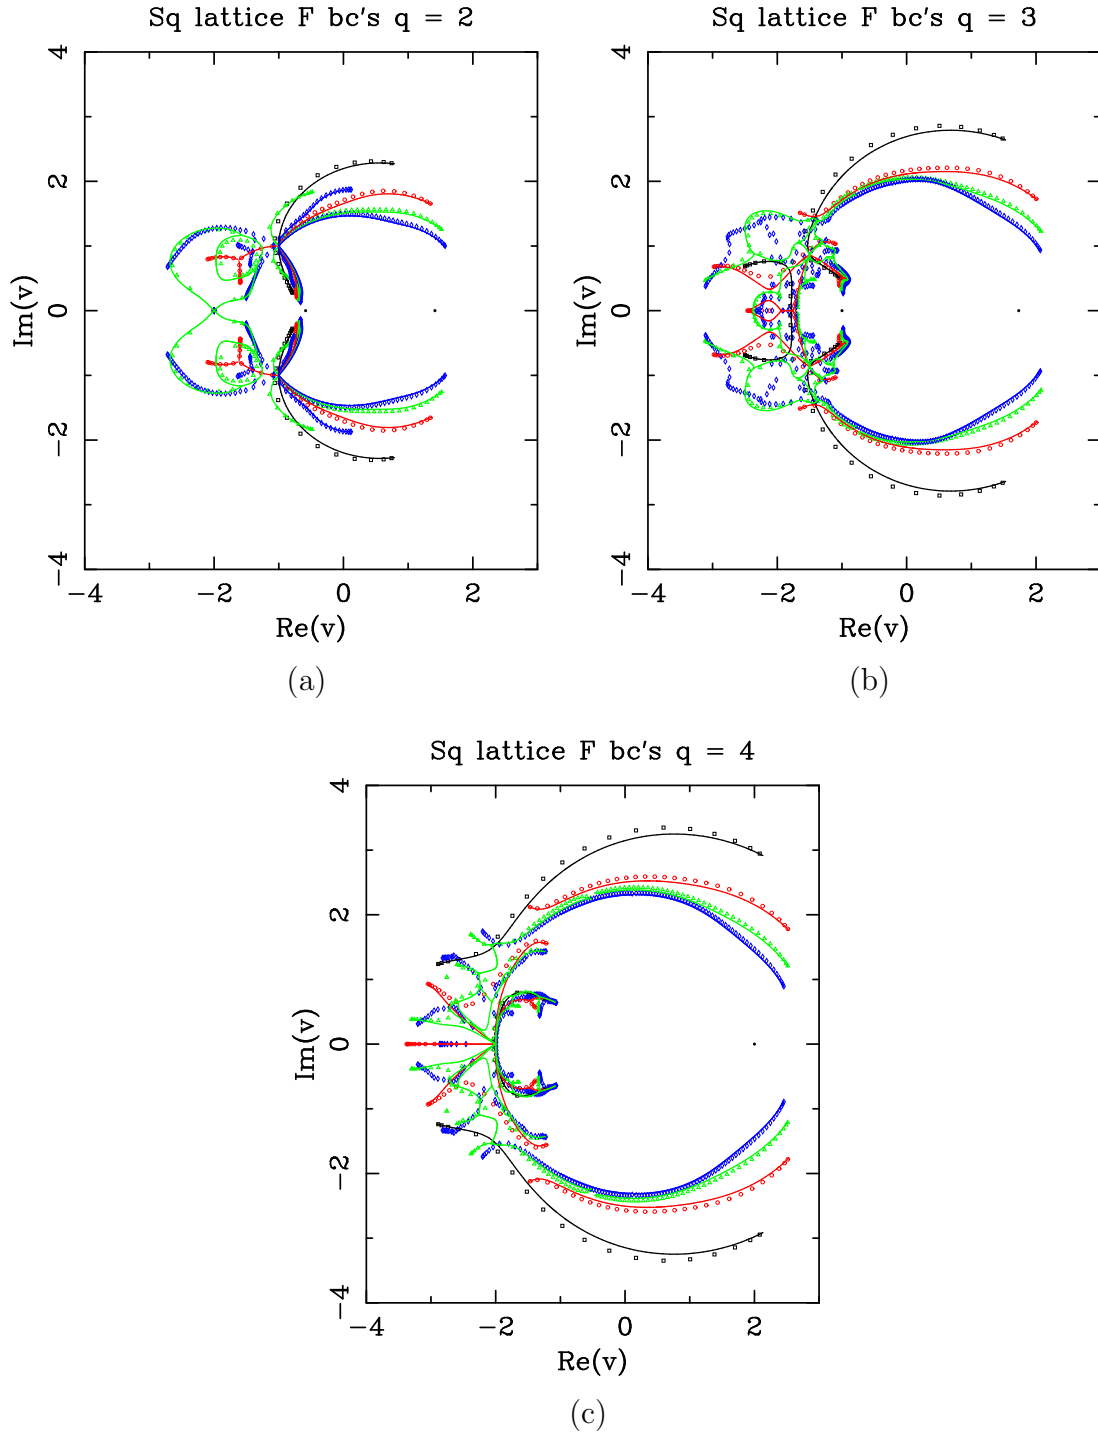 Sq lattice F bc's q = 2
Sq lattice F bc's q = 3
4
2
0
−2
−4
Im(v)
−4 −2 0 2
Re(v)
(a)
4
2
0
−2
−4
Im(v)
−4 −2 0 2
Re(v)
(b)
Sq lattice F bc's q = 4
4
2
0
−2
−4
Im(v)
−4 −2 0 2
Re(v)
(c)